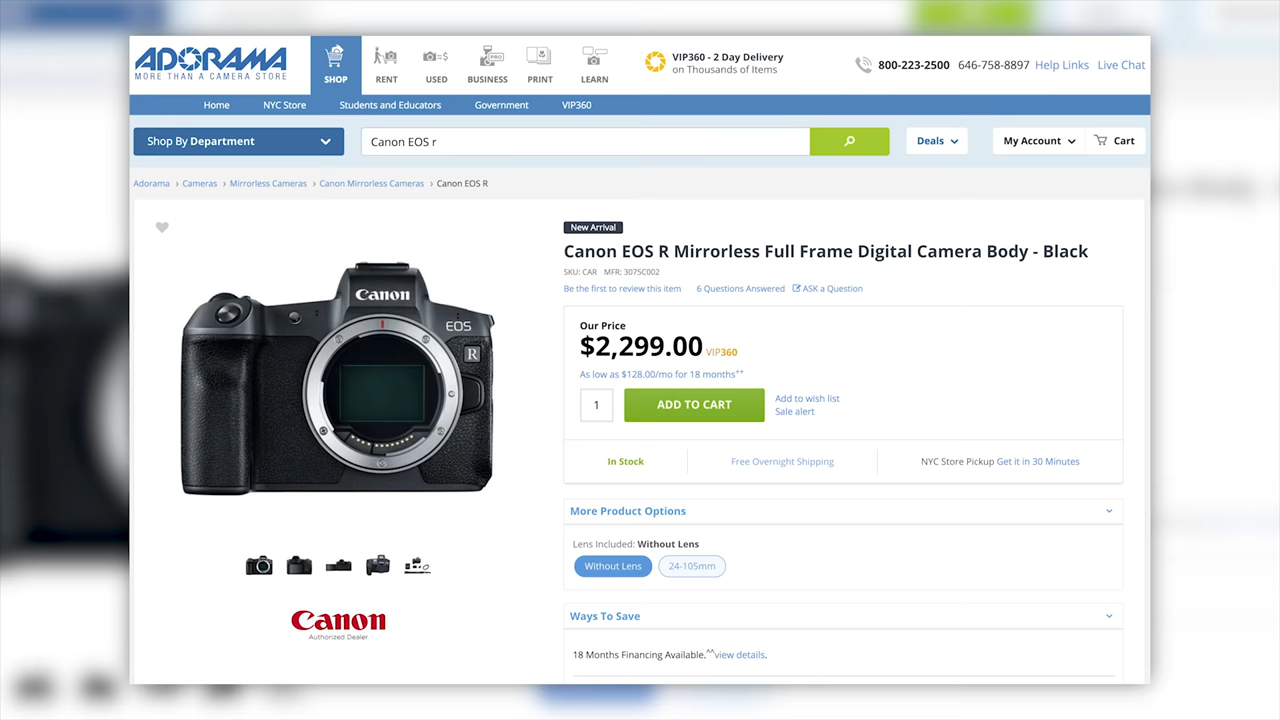 ADORAMA
MORE THAN A CAMERA STORE
SHOP
RENT
USED
PRO
BUSINESS
PRINT
LEARN
VIP360 - 2 Day Delivery
on Thousands of Items
800-223-2500 646-758-8897 Help Links Live Chat
Home NYC Store Students and Educators Government VIP360
Shop By Department
Canon EOS r
Deals
My Account
Cart
Adorama › Cameras › Mirrorless Cameras › Canon Mirrorless Cameras › Canon EOS R
New Arrival
Canon EOS R Mirrorless Full Frame Digital Camera Body - Black
SKU: CAR MFR: 3075C002
Be the first to review this item 6 Questions Answered ASK a Question
Canon
EOS
R
Our Price
$2,299.00 VIP360
As low as $128.00/mo for 18 months++
1
ADD TO CART
Add to wish list
Sale alert
In Stock
Free Overnight Shipping
NYC Store Pickup Get it in 30 Minutes
More Product Options
Lens Included: Without Lens
Without Lens
24-105mm
Canon
Authorized Dealer
Ways To Save
18 Months Financing Available.^^view details.